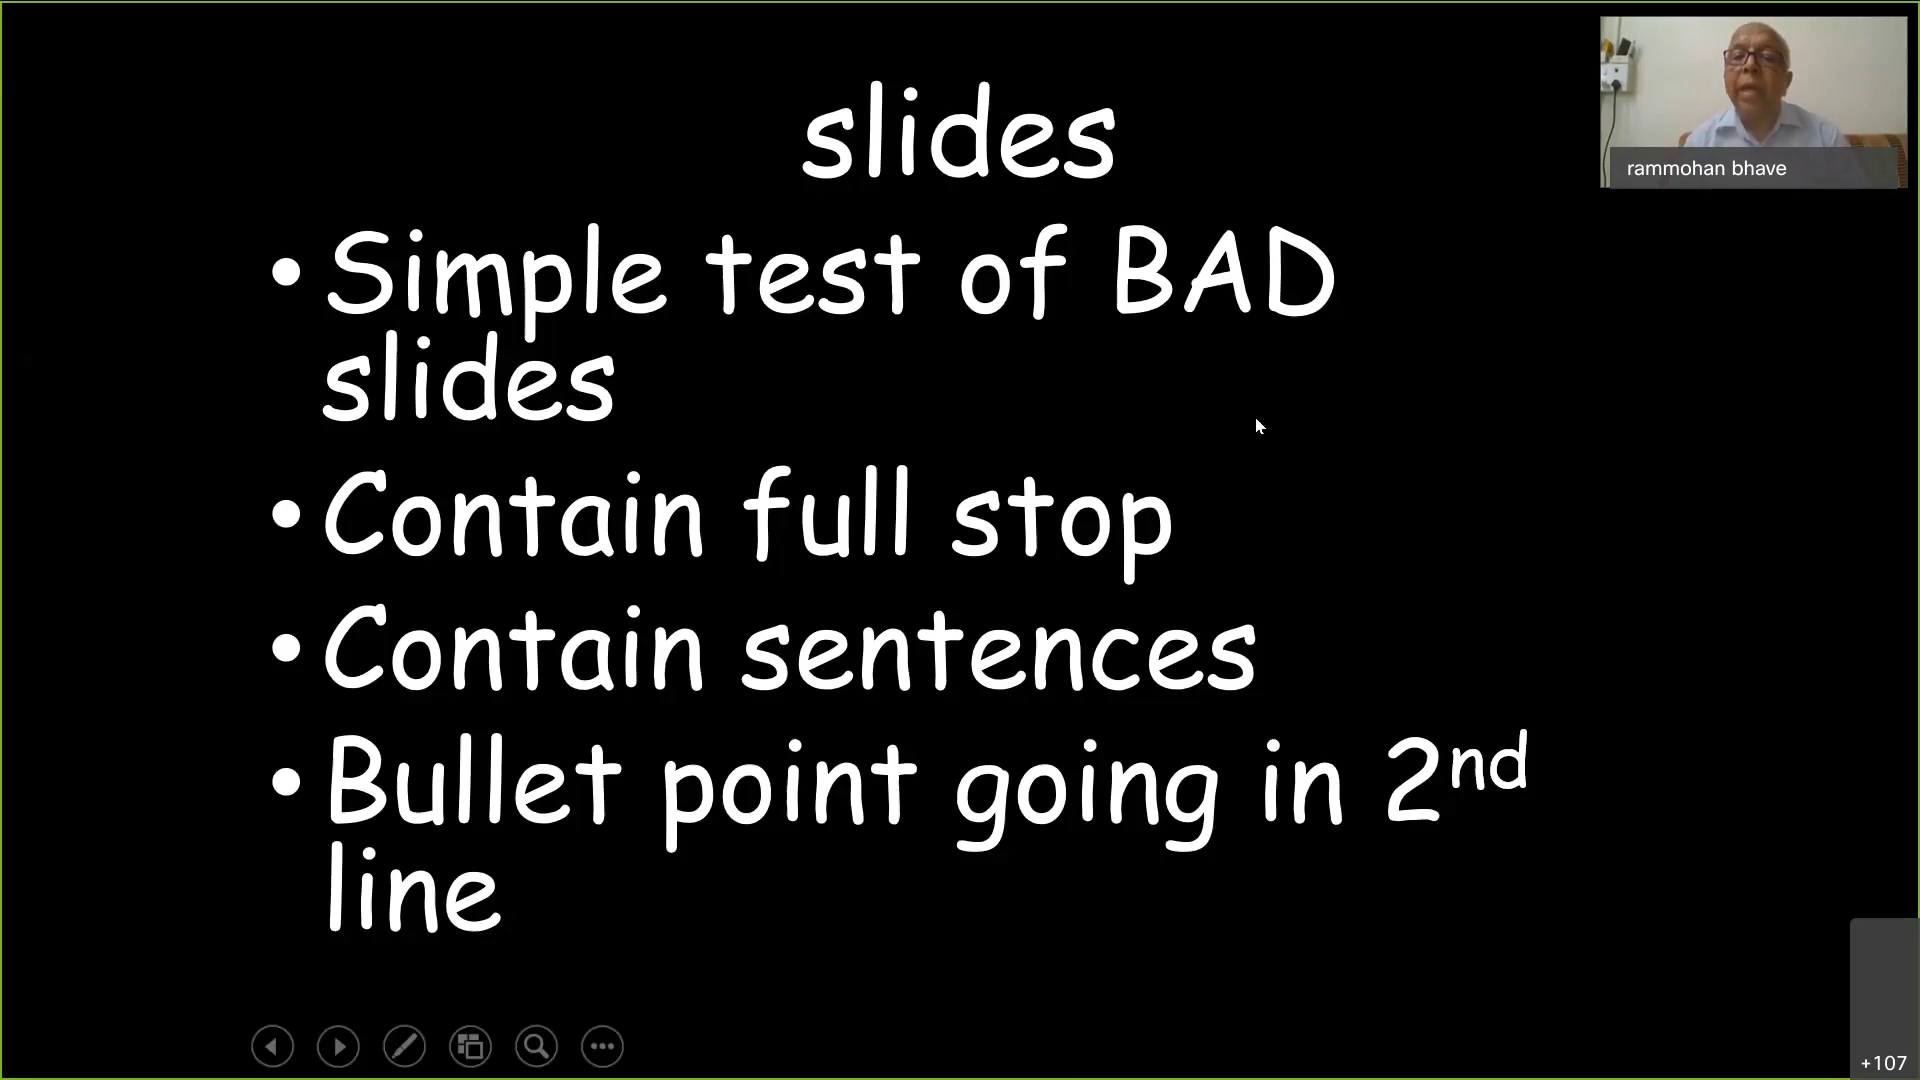 slides
rammohan bhave
• Simple test of BAD
slides
• Contain full stop
• Contain sentences
• Bullet point going in 2nd
line
+107